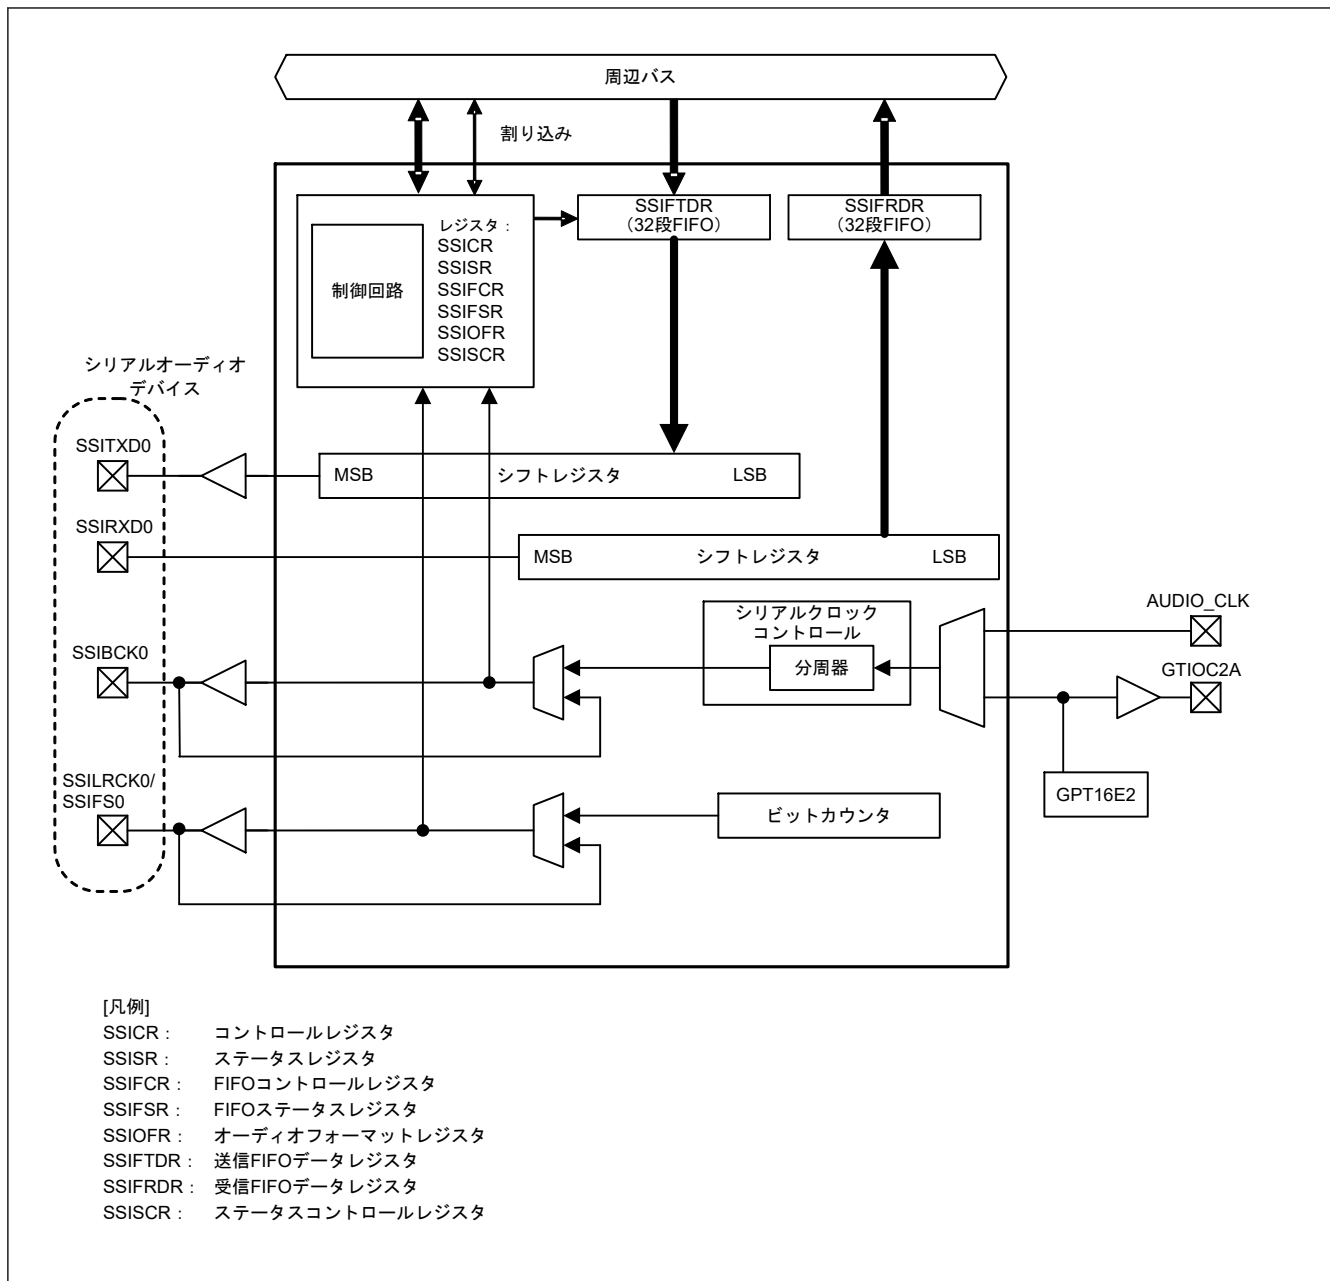 周辺バス
割り込み
SSIFTDR
（32段FIFO）
SSIFRDR
（32段FIFO）
制御回路
レジスタ：
SSICR
SSISR
SSIFCR
SSIFSR
SSIOFR
SSISCR
シリアルオーディオ
デバイス
SSITXD0
MSB シフトレジスタ LSB
SSIRXD0
MSB シフトレジスタ LSB
シリアルクロック
コントロール
分周器
AUDIO_CLK
GTIOC2A
SSIBCK0
SSILRCK0/
SSIFS0
ビットカウンタ
GPT16E2
[凡例]
SSICR： コントロールレジスタ
SSISR： ステータスレジスタ
SSIFCR： FIFOコントロールレジスタ
SSIFSR： FIFOステータスレジスタ
SSIOFR： オーディオフォーマットレジスタ
SSIFTDR： 送信FIFOデータレジスタ
SSIFRDR： 受信FIFOデータレジスタ
SSISCR： ステータスコントロールレジスタ